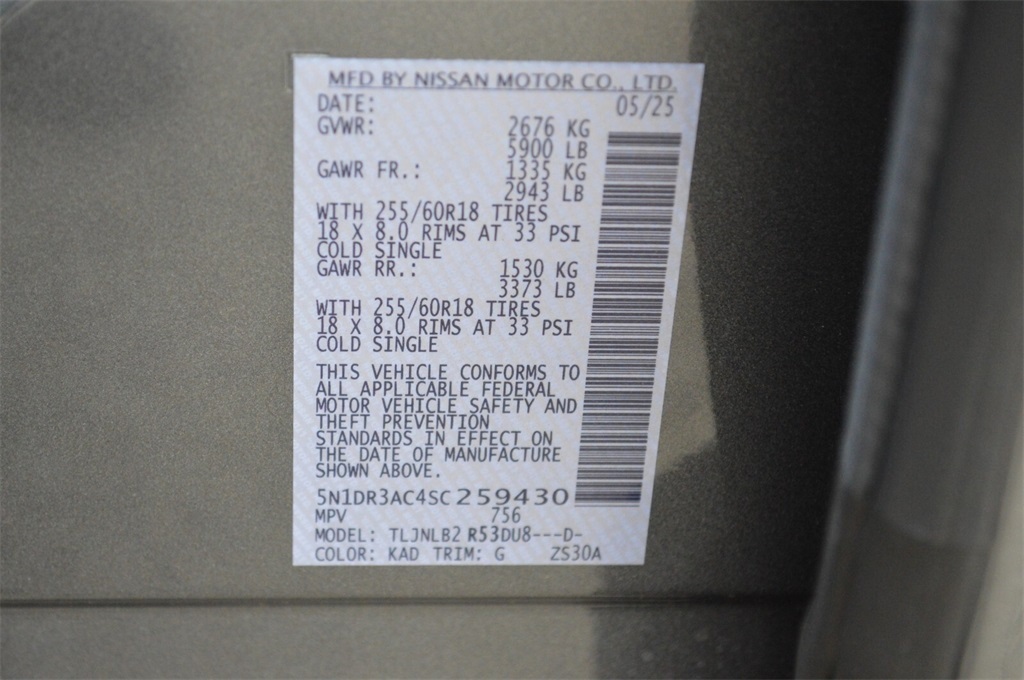 MFD BY NISSAN MOTOR CO., LTD.
DATE: 05/25
GVWR: 2676 KG
5900 LB
GAWR FR.: 1335 KG
2943 LB
WITH 255/60R18 TIRES
18 X 8.0 RIMS AT 33 PSI
COLD SINGLE
GAWR RR.: 1530 KG
3373 LB
WITH 255/60R18 TIRES
18 X 8.0 RIMS AT 33 PSI
COLD SINGLE
THIS VEHICLE CONFORMS TO
ALL APPLICABLE FEDERAL
MOTOR VEHICLE SAFETY AND
THEFT PREVENTION
STANDARDS IN EFFECT ON
THE DATE OF MANUFACTURE
SHOWN ABOVE.
5N1DR3AC4SC259430
MPV 756
MODEL: TLJNLB2 R53DU8---D-
COLOR: KAD TRIM: G ZS30A